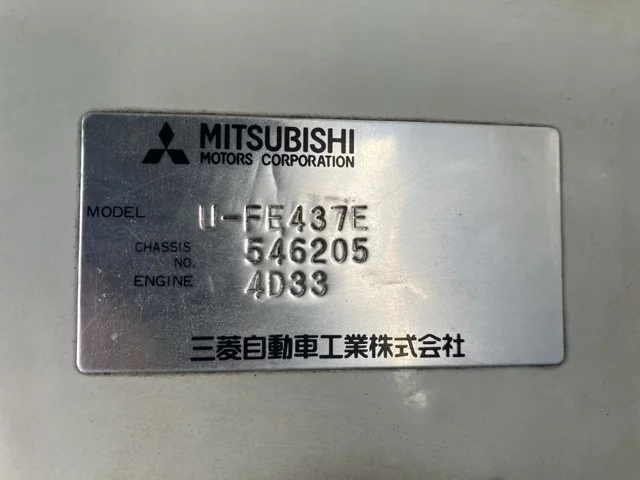 MITSUBISHI
MOTORS CORPORATION
MODEL U-FE437E
CHASSIS NO. 546205
ENGINE 4D33
三菱自動車工業株式会社